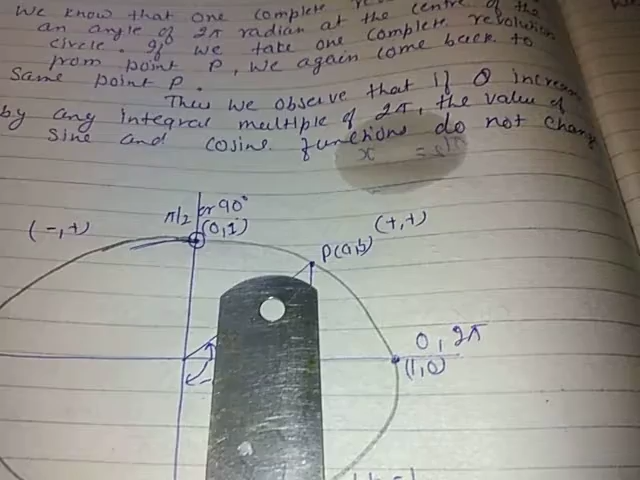 We know that one complete
an angle of 2π radian at the centre of the
circle. If we take one complete revolution
from point P, we again come back to
same point P.
Thus we observe that if θ increases
by any integral multiple of 2π, the value of
sine and cosine functions do not change
x =
π/2 or 90°
(-,+)
(0,1)
(+,+)
P(a,b)
0, 2π
(1,0)